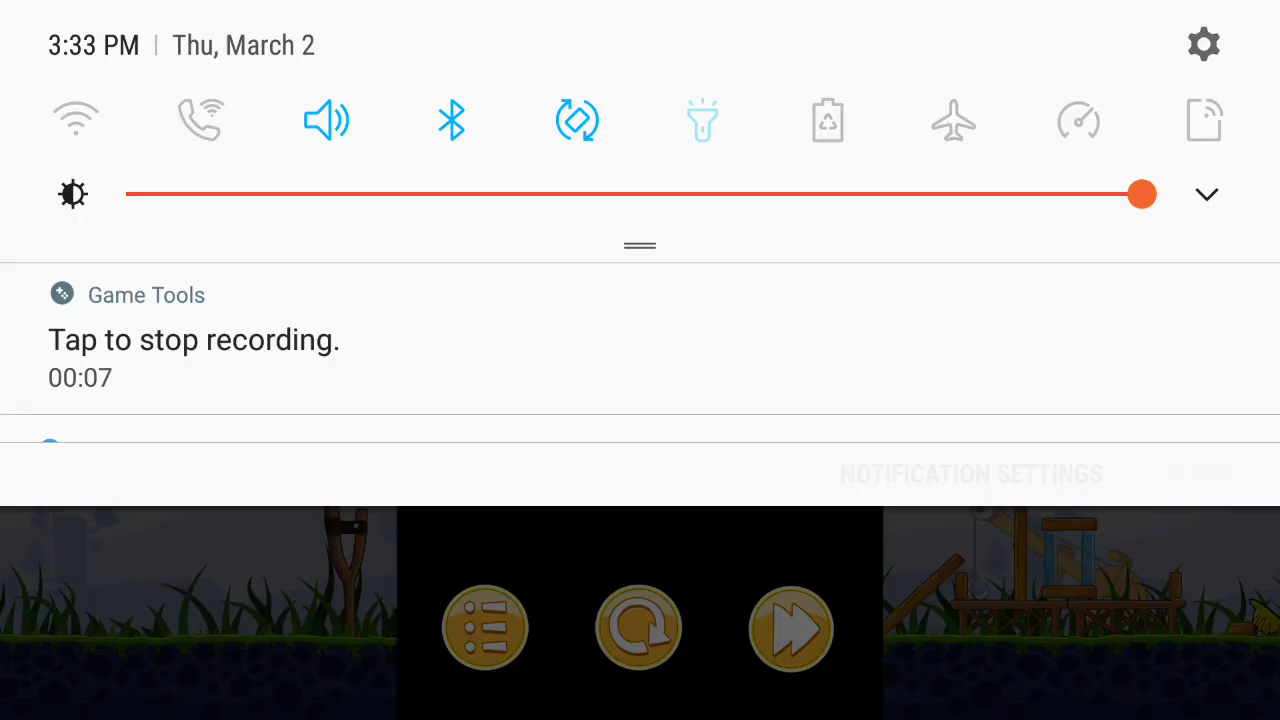 3:33 PM | Thu, March 2
Game Tools
Tap to stop recording.
00:07
NOTIFICATION SETTINGS